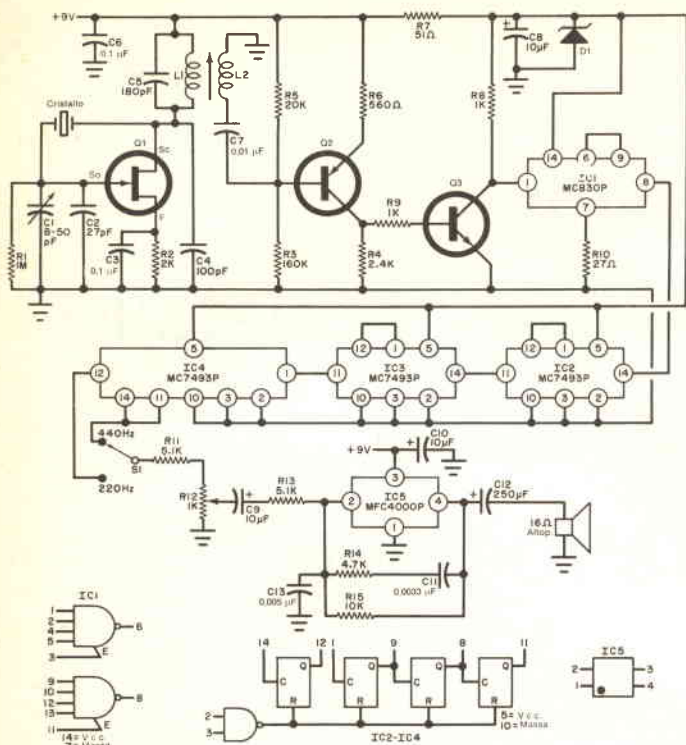 +9V
R7
51Ω
C8
10µF
D1
C6
0.1 µF
C5
180pF
L1
L2
Cristallo
Q1
Sc
So
F
C7
0,01 µF
R5
20K
R6
560Ω
R8
1K
Q2
Q3
R9
1K
14
6
9
IC1
MC830P
1
8
7
C1
8-50
pF
C2
27pF
R1
1M
C3
0,1 µF
R2
2K
C4
100pF
R3
160K
R4
2.4K
R10
27Ω
5
12
1
5
12
1
5
IC4
MC7493P
IC3
MC7493P
IC2
MC7493P
12
1
11
14
11
14
14
11
10
3
2
10
3
2
10
3
2
440Hz
S1
220Hz
R11
5.1K
R12
1K
C9
10µF
R13
5.1K
+9V
C10
10µF
3
IC5
MFC4000P
2
4
1
C12
250µF
16Ω
Altop.
R14
4.7K
C11
0,0003 µF
C13
0,005 µF
R15
10K
IC1
1
2
4
5
3
E
6
9
10
12
13
11
E
8
14= Vcc
7= Massa
14
12
1
9
8
11
C
Q
C
Q
C
Q
C
Q
R
R
R
R
2
3
5= Vcc.
10= Massa
IC2-IC4
IC5
2
3
1
4